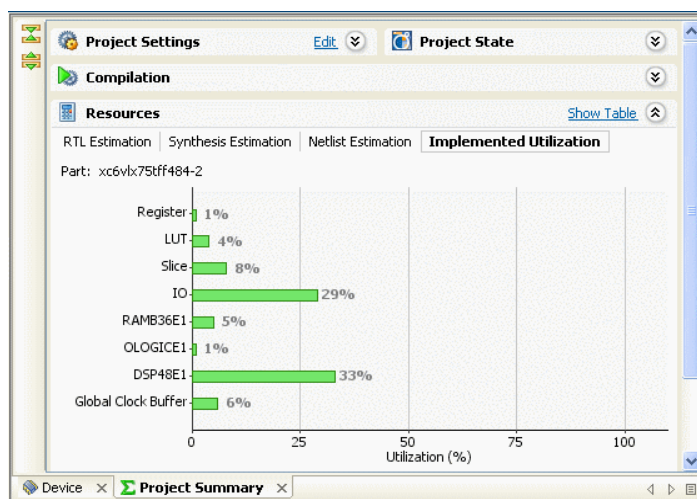 Project Settings Edit Project State
Compilation
Resources Show Table
RTL Estimation Synthesis Estimation Netlist Estimation Implemented Utilization
Part: xc6vlx75tff484-2
Register 1%
LUT 4%
Slice 8%
IO 29%
RAMB36E1 5%
OLOGICE1 1%
DSP48E1 33%
Global Clock Buffer 6%
0 25 50 75 100
Utilization (%)
Device Project Summary